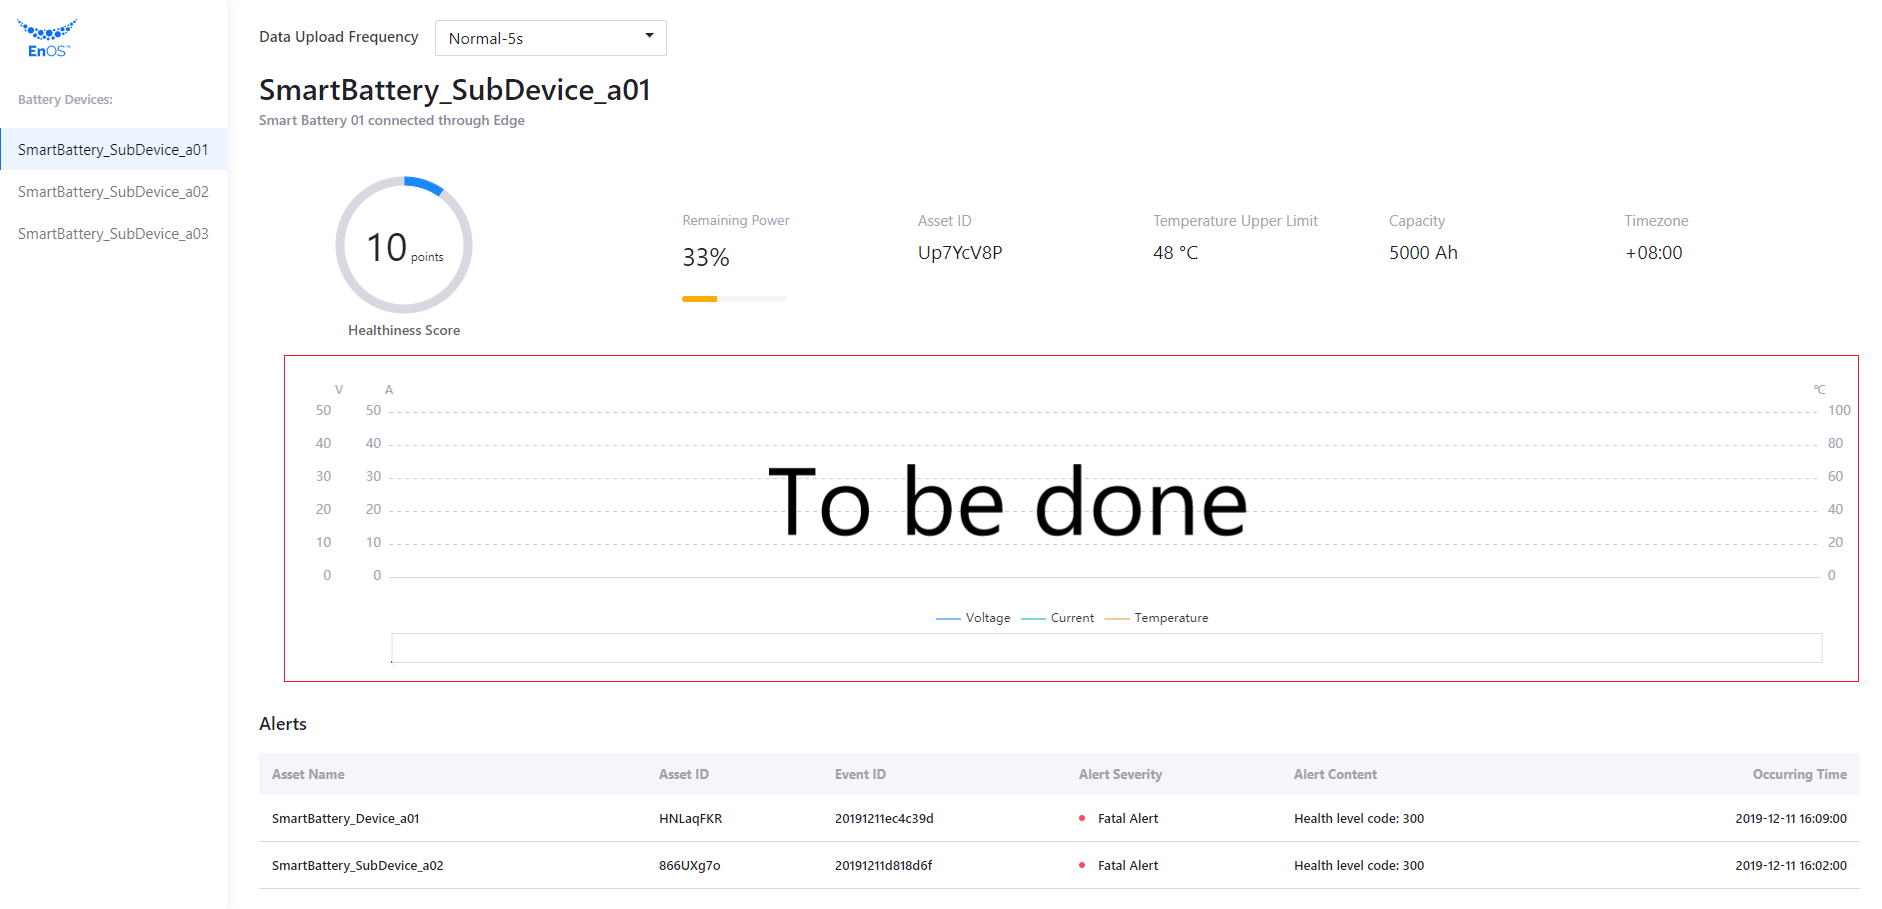 EnOS™
Battery Devices:
SmartBattery_SubDevice_a01
SmartBattery_SubDevice_a02
SmartBattery_SubDevice_a03
Data Upload Frequency Normal-5s
SmartBattery_SubDevice_a01
Smart Battery 01 connected through Edge
10 points
Healthiness Score
Remaining Power
33%
Asset ID
Up7YcV8P
Temperature Upper Limit
48 °C
Capacity
5000 Ah
Timezone
+08:00
V A °C
50 50 100
40 40 80
30 30 60
To be done
20 20 40
10 10 20
0 0 0
Voltage Current Temperature
Alerts
Asset Name Asset ID Event ID Alert Severity Alert Content Occurring Time
SmartBattery_Device_a01 HNLaqFKR 20191211ec4c39d Fatal Alert Health level code: 300 2019-12-11 16:09:00
SmartBattery_SubDevice_a02 866UXg7o 20191211d818d6f Fatal Alert Health level code: 300 2019-12-11 16:02:00